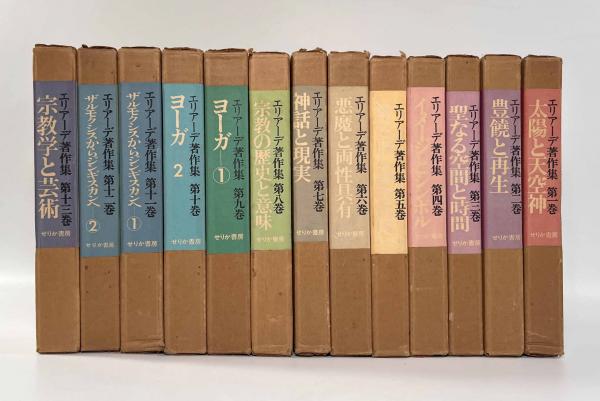 エリアーデ著作集 第一巻
太陽と天空神
エリアーデ著作集 第二巻
豊饒と再生
エリアーデ著作集 第三巻
聖なる空間と時間
せりか書房
エリアーデ著作集 第四巻
イメージ
せりか書房
エリアーデ著作集 第五巻
せりか書房
エリアーデ著作集 第六巻
悪魔と両性具有
せりか書房
エリアーデ著作集 第七巻
神話と現実
せりか書房
エリアーデ著作集 第八巻
宗教の歴史と意味
せりか書房
エリアーデ著作集 第九巻
ヨーガ ①
せりか書房
エリアーデ著作集 第十巻
ヨーガ 2
せりか書房
エリアーデ著作集 第十一巻
ザルモクシスからジンギスカンへ ①
せりか書房
エリアーデ著作集 第十二巻
ザルモクシスからジンギスカンへ ②
せりか書房
エリアーデ著作集 第十三巻
宗教学と芸術
せりか書房